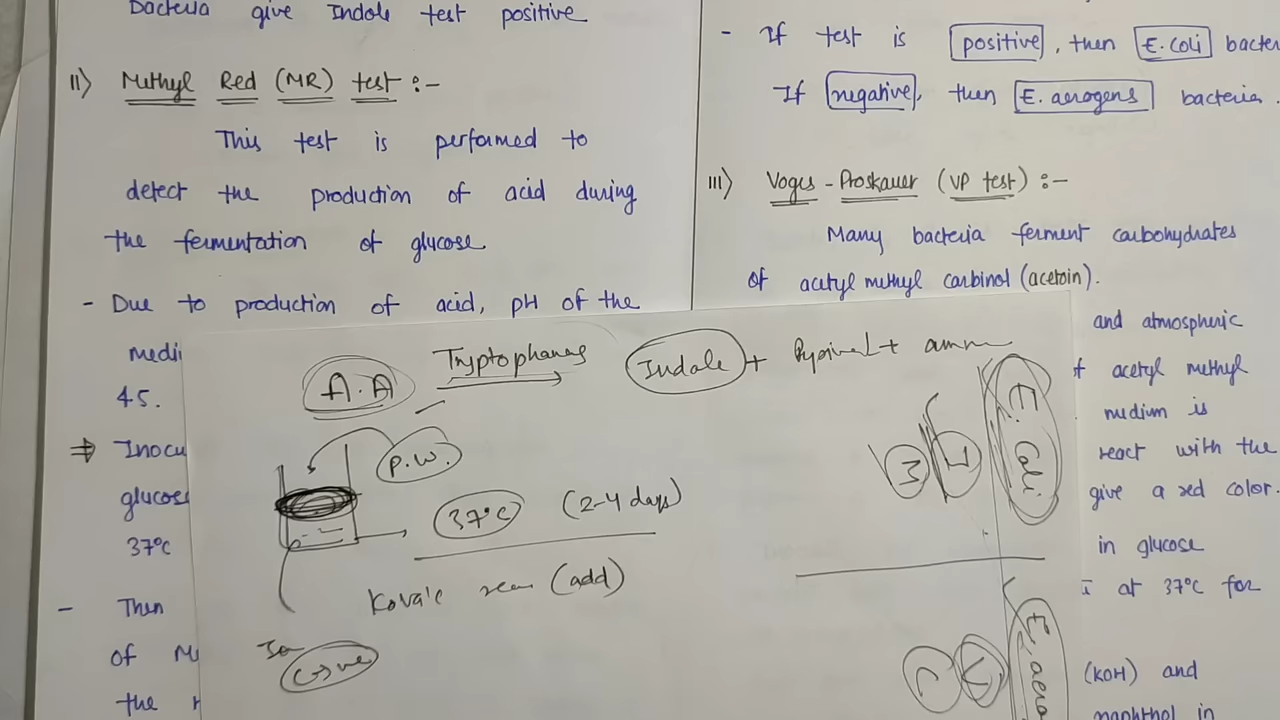 Bacteria give Indole test positive
II) Methyl Red (MR) test :-
This test is performed to
detect the production of acid during
the fermentation of glucose
- Due to production of acid, pH of the
medi
45.
⇒ Inocu
glucose
37°C
- Then
of M
the
- If test is positive, then E. Coli bacter
If negative, then E. aerogens bacteria.
III) Voges - Proskauer (VP test) :-
Many bacteria ferment carbohydrates
of acetyl methyl carbinol (acetoin).
and atmospheric
acetyl methyl
medium is
react with the
give a red color.
in glucose
at 37°C for
(KOH) and
naphthol in
A.A Tryptophanas Indole +
P.W.
37°C (2-4 days)
Kovac (add)
(-)ve
M I E. Coli
C V E. aero